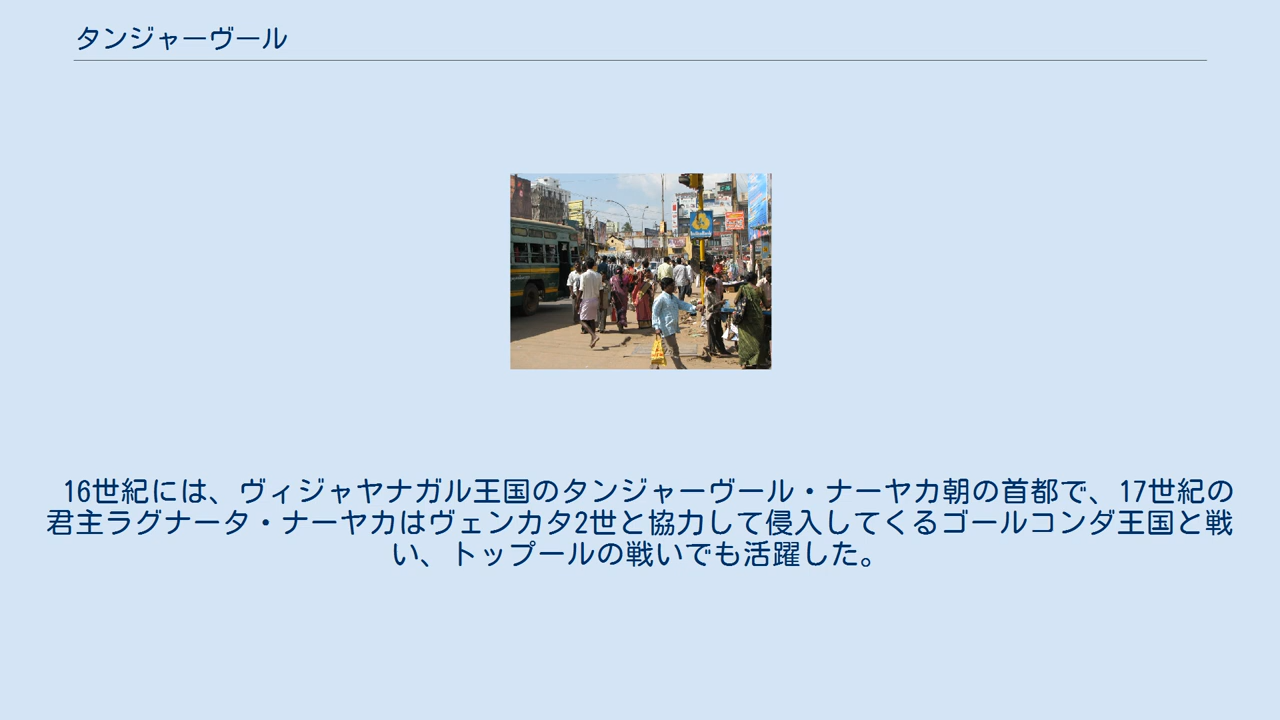 タンジャーヴール
16世紀には、ヴィジャヤナガル王国のタンジャーヴール・ナーヤカ朝の首都で、17世紀の
君主ラグナータ・ナーヤカはヴェンカタ2世と協力して侵入してくるゴールコンダ王国と戦
い、トップールの戦いでも活躍した。